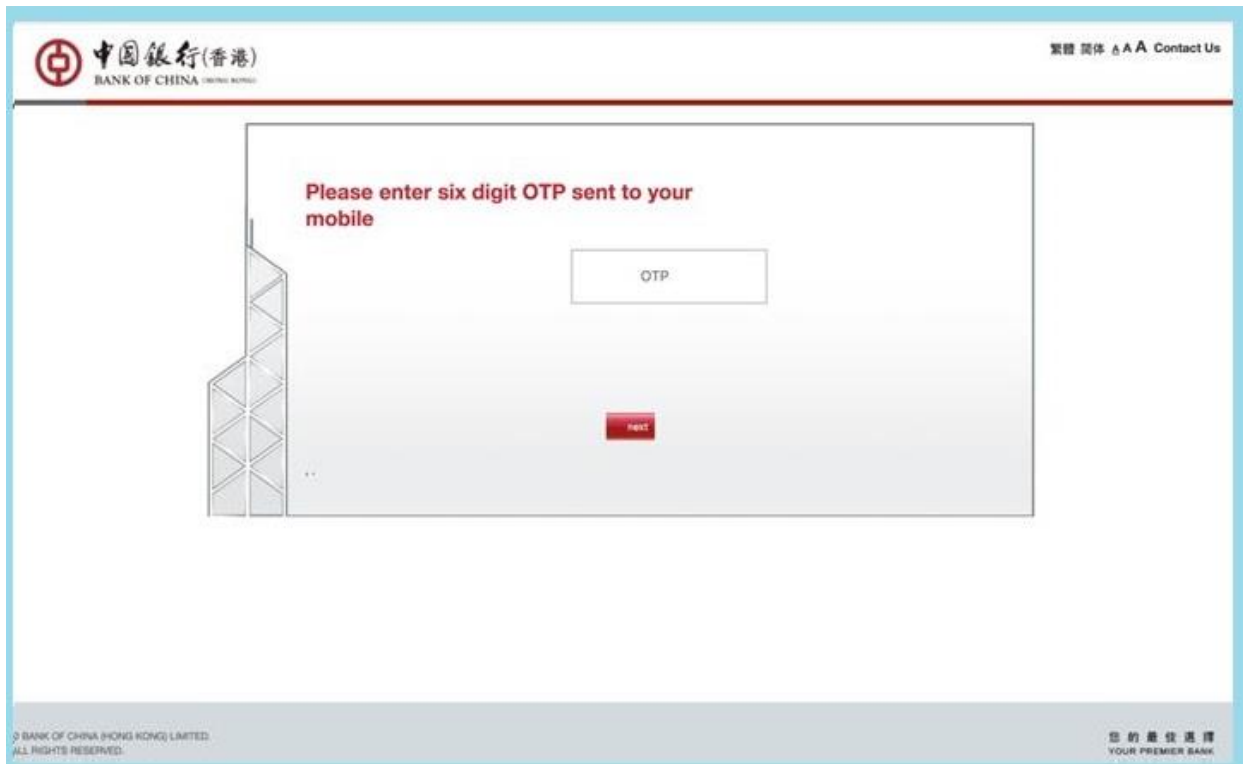 中国銀行(香港)
BANK OF CHINA (HONG KONG)
繁體 简体 A A A Contact Us
Please enter six digit OTP sent to your
mobile
OTP
next
BANK OF CHINA (HONG KONG) LIMITED.
ALL RIGHTS RESERVED.
您的最佳選擇
YOUR PREMIER BANK